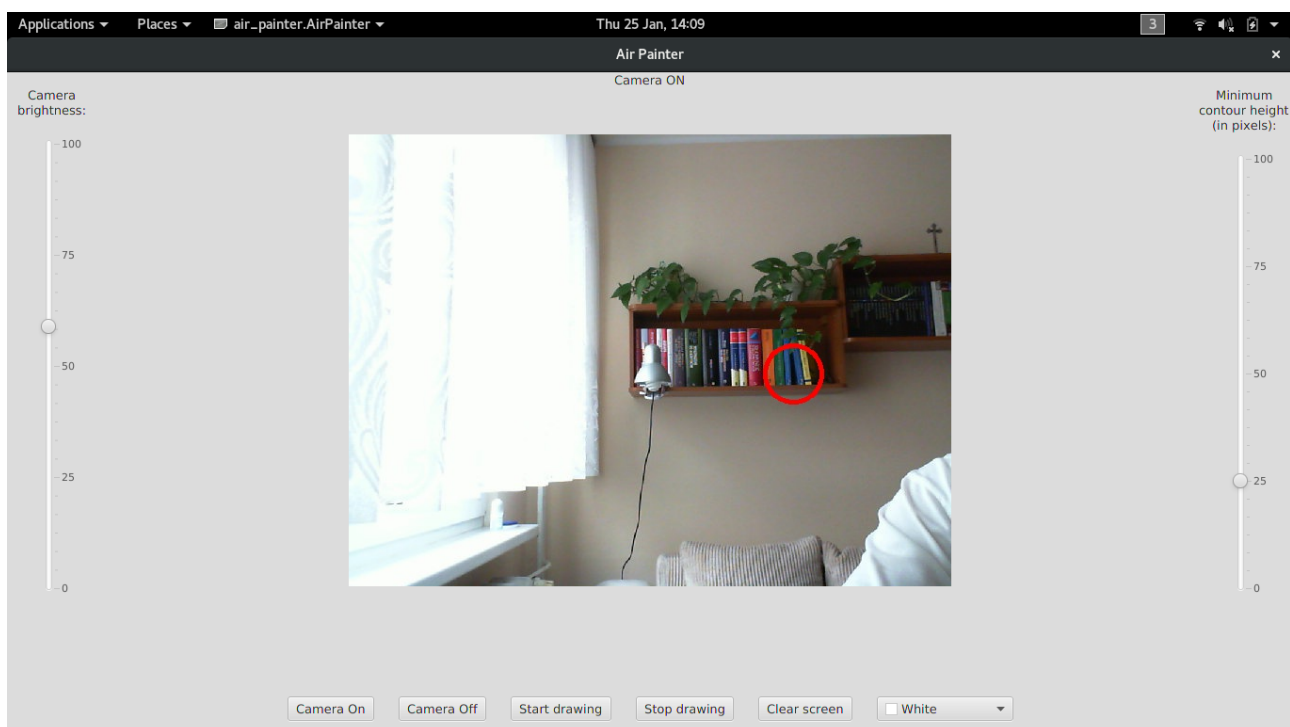 Applications Places air_painter.AirPainter Thu 25 Jan, 14:09 3
Air Painter
Camera ON
Camera
brightness:
100
75
50
25
0
Minimum
contour height
(in pixels):
100
75
50
25
0
Camera On Camera Off Start drawing Stop drawing Clear screen White